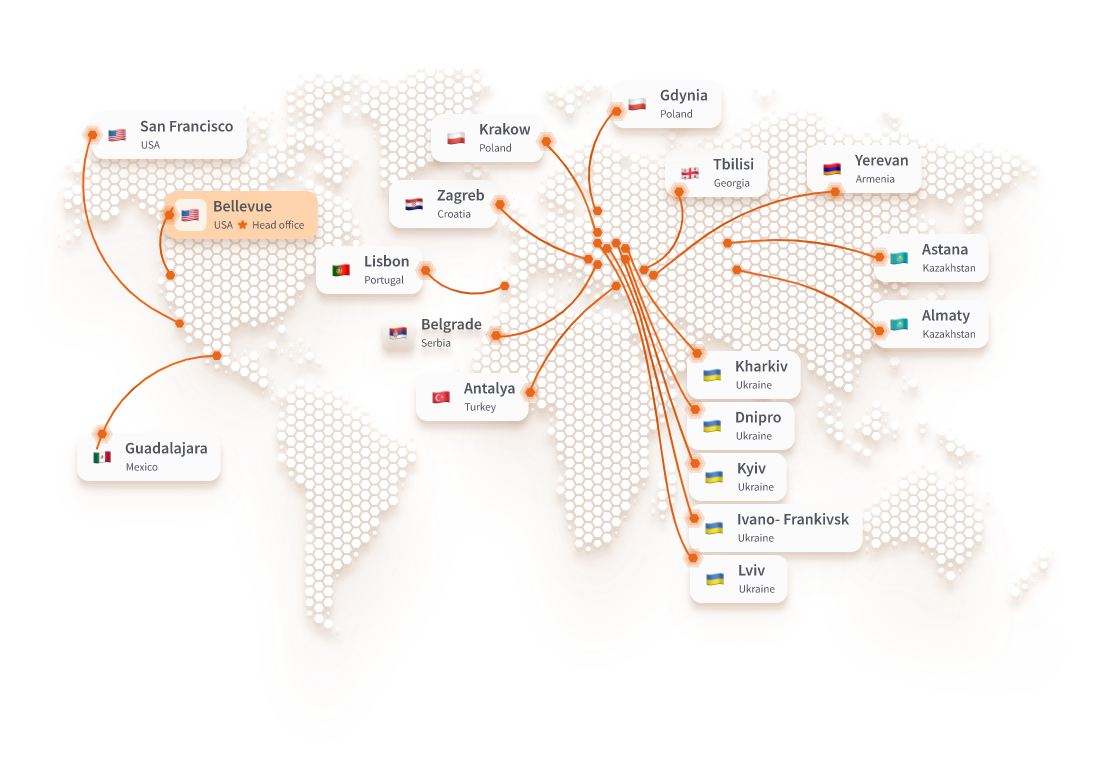 Gdynia
Poland
San Francisco
USA
Krakow
Poland
Tbilisi
Georgia
Yerevan
Armenia
Zagreb
Croatia
Bellevue
USA ★ Head office
Astana
Kazakhstan
Lisbon
Portugal
Almaty
Kazakhstan
Belgrade
Serbia
Kharkiv
Ukraine
Antalya
Turkey
Dnipro
Ukraine
Guadalajara
Mexico
Kyiv
Ukraine
Ivano- Frankivsk
Ukraine
Lviv
Ukraine